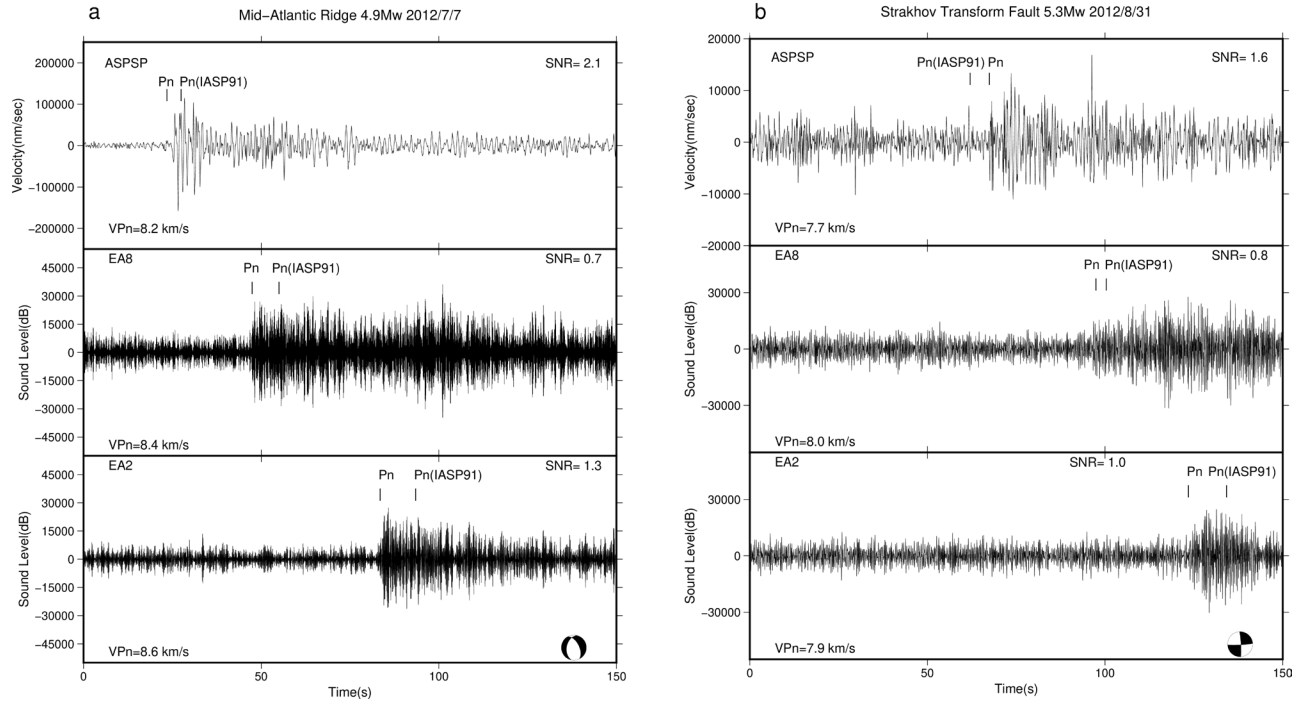 a
Mid−Atlantic Ridge 4.9Mw 2012/7/7
200000
100000
0
−100000
−200000
Velocity(nm/sec)
ASPSP
SNR= 2.1
Pn Pn(IASP91)
VPn=8.2 km/s
45000
30000
15000
0
−15000
−30000
−45000
Sound Level(dB)
EA8
SNR= 0.7
Pn Pn(IASP91)
VPn=8.4 km/s
45000
30000
15000
0
−15000
−30000
−45000
Sound Level(dB)
EA2
SNR= 1.3
Pn Pn(IASP91)
VPn=8.6 km/s
0 50 100 150
Time(s)
b
Strakhov Transform Fault 5.3Mw 2012/8/31
20000
10000
0
−10000
−20000
Velocity(nm/sec)
ASPSP
SNR= 1.6
Pn(IASP91) Pn
VPn=7.7 km/s
30000
0
−30000
Sound Level(dB)
EA8
SNR= 0.8
Pn Pn(IASP91)
VPn=8.0 km/s
30000
0
−30000
Sound Level(dB)
EA2
SNR= 1.0
Pn Pn(IASP91)
VPn=7.9 km/s
0 50 100 150
Time(s)